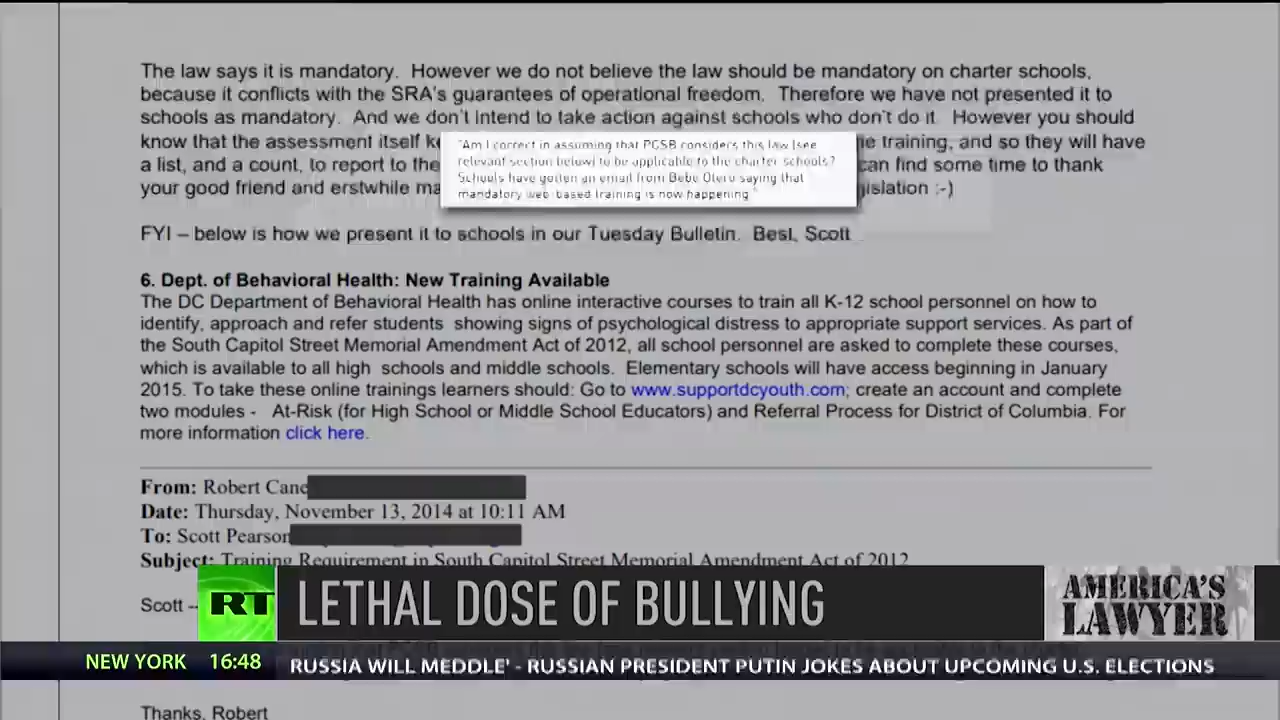 The law says it is mandatory. However we do not believe the law should be mandatory on charter schools,
because it conflicts with the SRA's guarantees of operational freedom. Therefore we have not presented it to
schools as mandatory. And we don't intend to take action against schools who don't do it. However you should
know that the assessment itself ke
e training, and so they will have
a list, and a count, to report to the
can find some time to thank
your good friend and erstwhile ma
islation :-)
"Am I correct in assuming that PCSB considers this law (see
relevant section below) to be applicable to the charter schools?
Schools have gotten an email from Bebe Otero saying that
mandatory web-based training is now happening."
FYI – below is how we present it to schools in our Tuesday Bulletin. Best, Scott
6. Dept. of Behavioral Health: New Training Available
The DC Department of Behavioral Health has online interactive courses to train all K-12 school personnel on how to
identify, approach and refer students showing signs of psychological distress to appropriate support services. As part of
the South Capitol Street Memorial Amendment Act of 2012, all school personnel are asked to complete these courses,
which is available to all high schools and middle schools. Elementary schools will have access beginning in January
2015. To take these online trainings learners should: Go to www.supportdcyouth.com; create an account and complete
two modules - At-Risk (for High School or Middle School Educators) and Referral Process for District of Columbia. For
more information click here.
From: Robert Cane
Date: Thursday, November 13, 2014 at 10:11 AM
To: Scott Pearson
Subject: Training Requirement in South Capitol Street Memorial Amendment Act of 2012
Scott --
RT
LETHAL DOSE OF BULLYING
AMERICA'S
LAWYER
NEW YORK 16:48
RUSSIA WILL MEDDLE' - RUSSIAN PRESIDENT PUTIN JOKES ABOUT UPCOMING U.S. ELECTIONS
Thanks, Robert